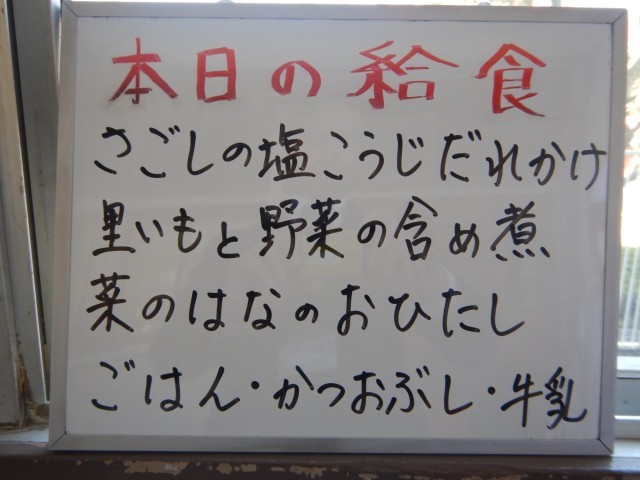 本日の給食
さごしの塩こうじだれかけ
里いもと野菜の含め煮
菜のはなのおひたし
ごはん・かつおぶし・牛乳